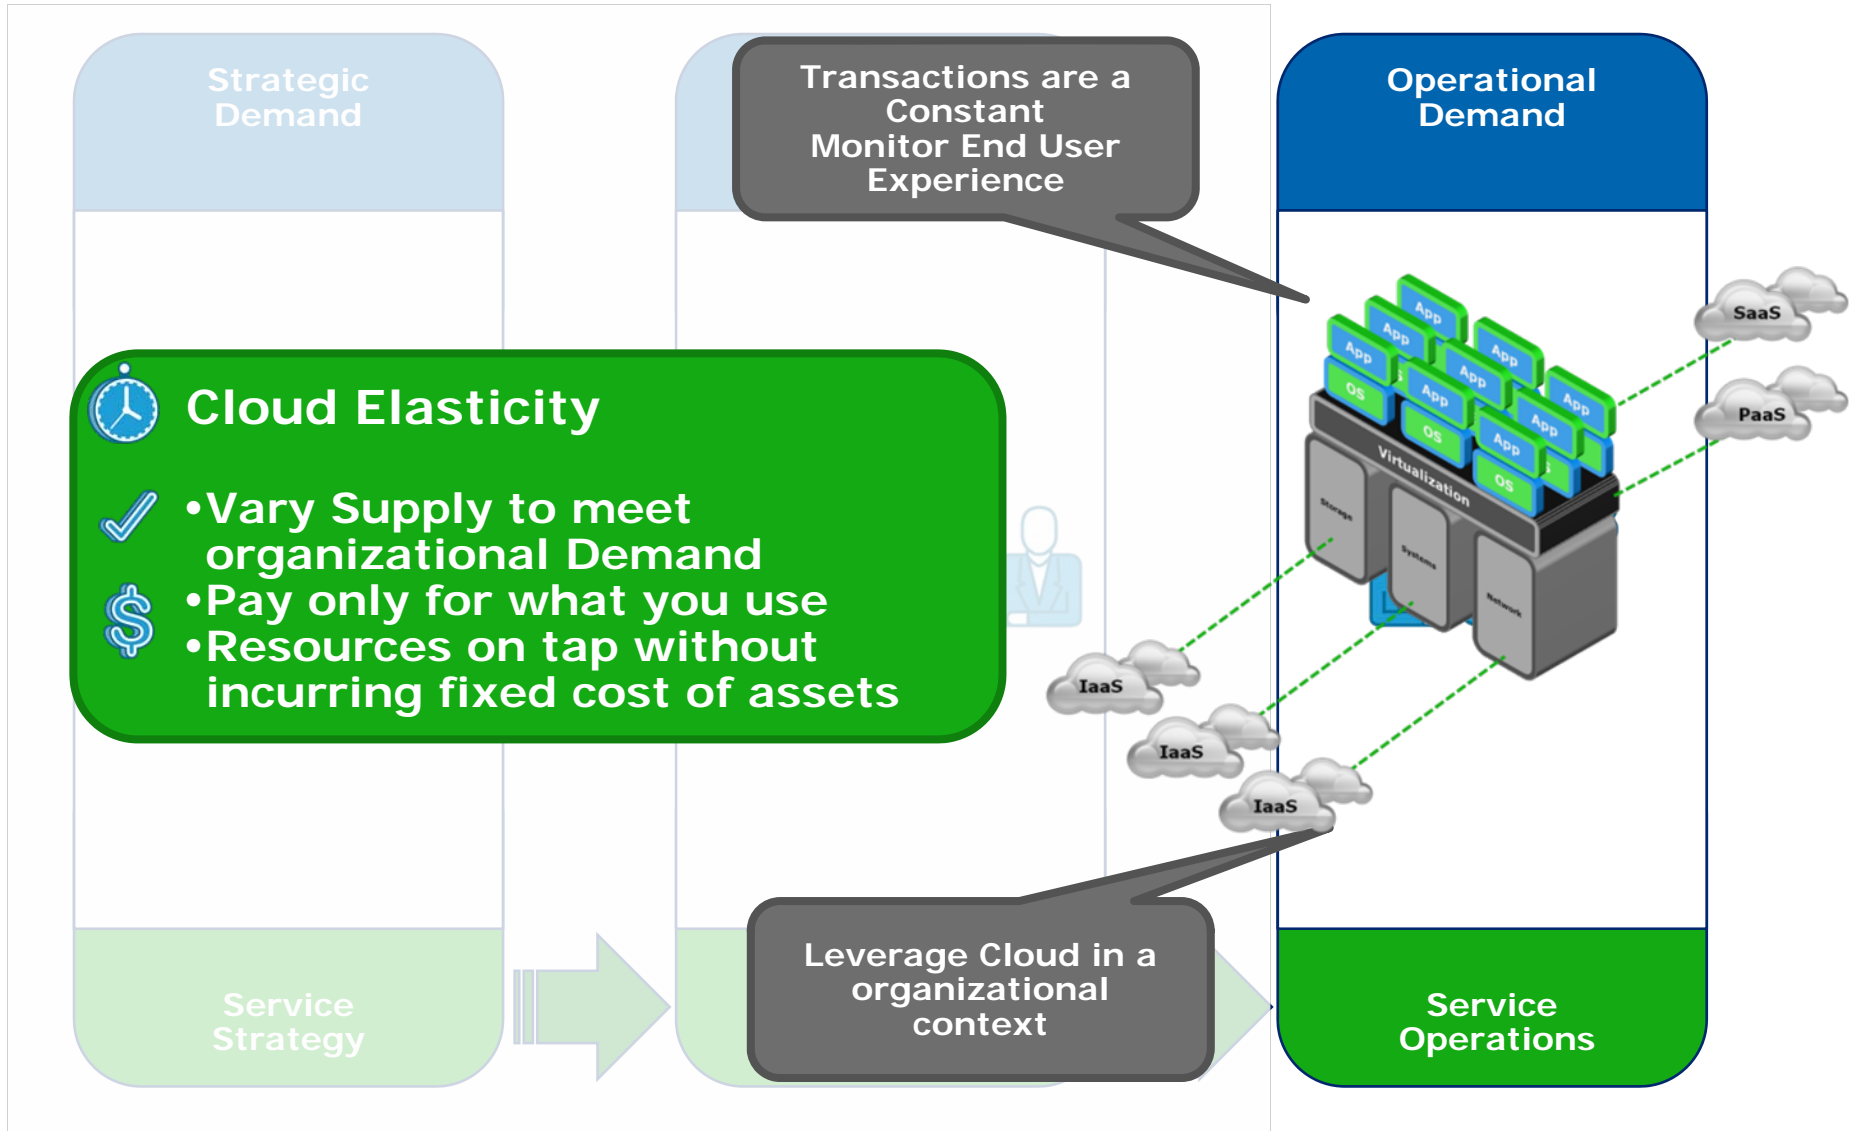 Strategic
Demand
Transactions are a
Constant
Monitor End User
Experience
Operational
Demand
Cloud Elasticity
•Vary Supply to meet
organizational Demand
•Pay only for what you use
•Resources on tap without
incurring fixed cost of assets
App
App
App
App
App
App
App
App
App
App
OS
OS
OS
S
S
Virtualization
Storage
Systems
Network
SaaS
PaaS
IaaS
IaaS
IaaS
Leverage Cloud in a
organizational
context
Service
Strategy
Service
Operations